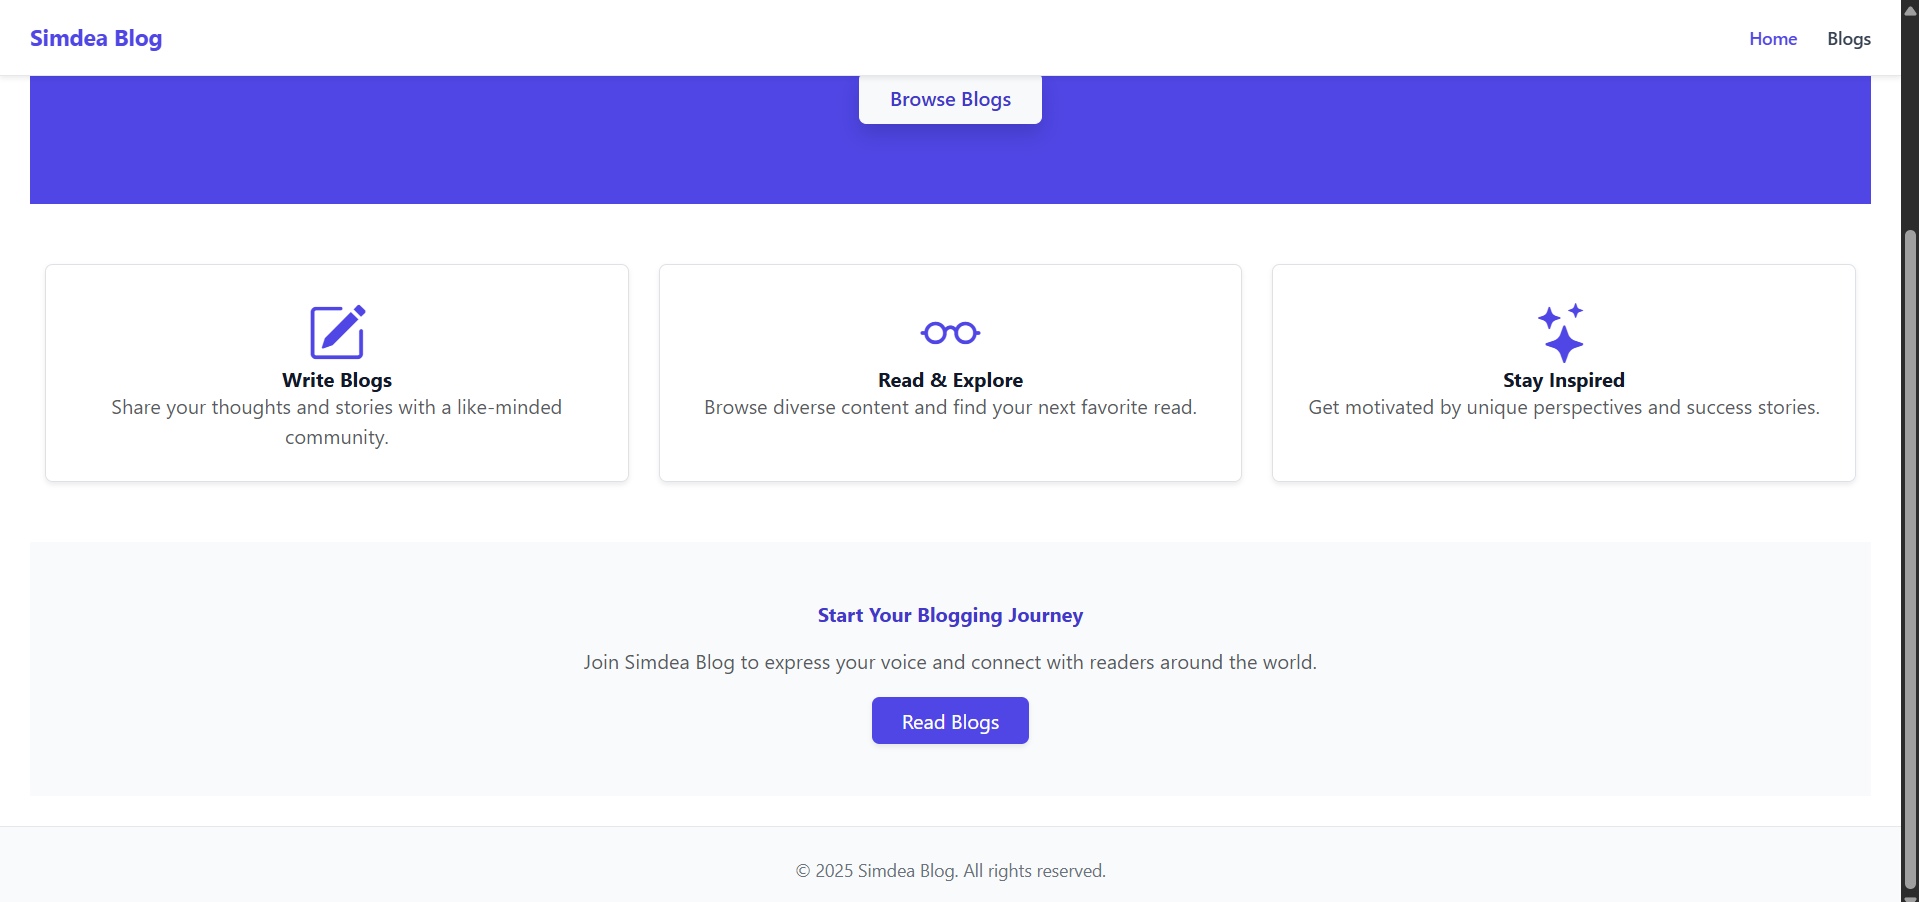 Simdea Blog
Home
Blogs
Browse Blogs
Write Blogs
Share your thoughts and stories with a like-minded
community.
Read & Explore
Browse diverse content and find your next favorite read.
Stay Inspired
Get motivated by unique perspectives and success stories.
Start Your Blogging Journey
Join Simdea Blog to express your voice and connect with readers around the world.
Read Blogs
© 2025 Simdea Blog. All rights reserved.